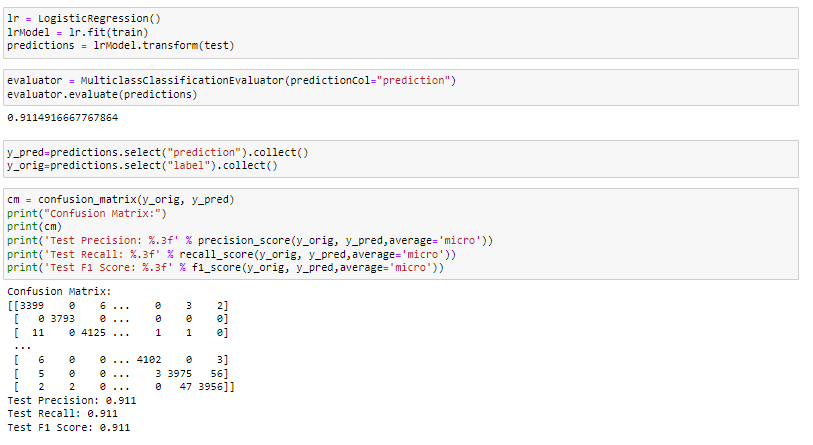 lr = LogisticRegression()
lrModel = lr.fit(train)
predictions = lrModel.transform(test)
evaluator = MulticlassClassificationEvaluator(predictionCol="prediction")
evaluator.evaluate(predictions)
0.9114916667767864
y_pred=predictions.select("prediction").collect()
y_orig=predictions.select("label").collect()
cm = confusion_matrix(y_orig, y_pred)
print("Confusion Matrix:")
print(cm)
print('Test Precision: %.3f' % precision_score(y_orig, y_pred,average='micro'))
print('Test Recall: %.3f' % recall_score(y_orig, y_pred,average='micro'))
print('Test F1 Score: %.3f' % f1_score(y_orig, y_pred,average='micro'))
Confusion Matrix:
[[3399    0    6 ...    0    3    2]
 [   0 3793    0 ...    0    0    0]
 [  11    0 4125 ...    1    1    0]
 ...
 [   6    0    0 ... 4102    0    3]
 [   5    0    0 ...    3 3975   56]
 [   2    2    0 ...    0   47 3956]]
Test Precision: 0.911
Test Recall: 0.911
Test F1 Score: 0.911